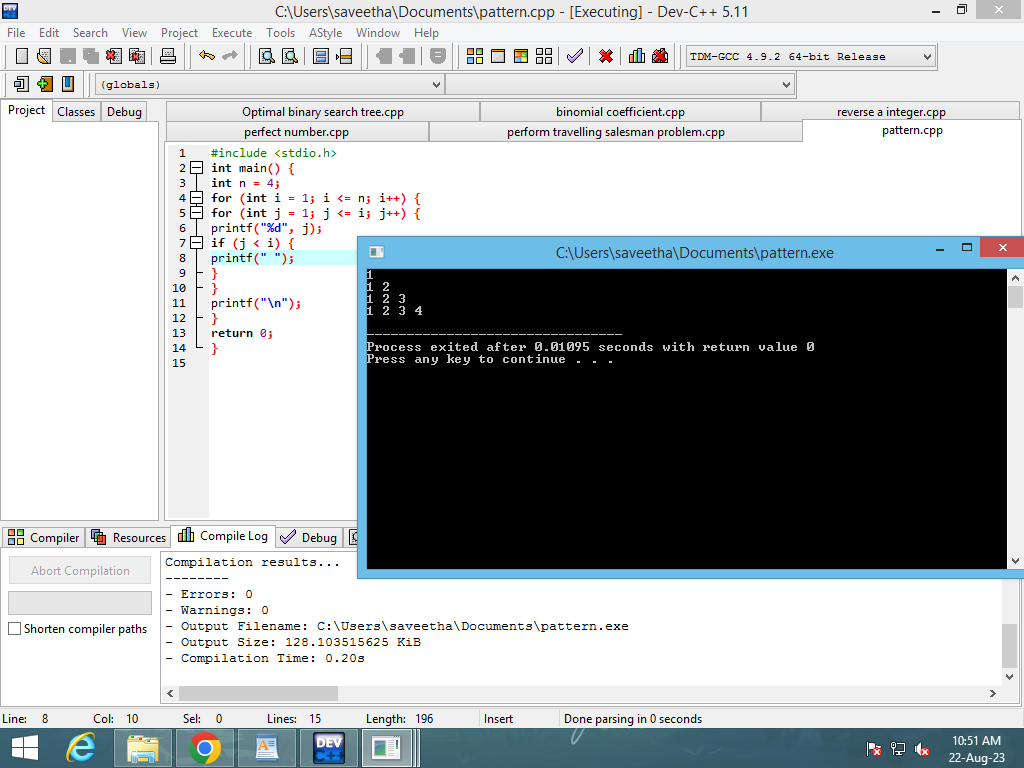 C:\Users\saveetha\Documents\pattern.cpp - [Executing] - Dev-C++ 5.11
File Edit Search View Project Execute Tools AStyle Window Help
TDM-GCC 4.9.2 64-bit Release
(globals)
Project Classes Debug
Optimal binary search tree.cpp binomial coefficient.cpp reverse a integer.cpp
perfect number.cpp perform travelling salesman problem.cpp pattern.cpp
1 #include <stdio.h>
2 int main() {
3 int n = 4;
4 for (int i = 1; i <= n; i++) {
5 for (int j = 1; j <= i; j++) {
6 printf("%d", j);
7 if (j < i) {
8 printf(" ");
9 }
10 }
11 printf("\n");
12 }
13 return 0;
14 }
15
C:\Users\saveetha\Documents\pattern.exe
1
1 2
1 2 3
1 2 3 4
--------------------------------
Process exited after 0.01095 seconds with return value 0
Press any key to continue . . .
Compiler Resources Compile Log Debug
Abort Compilation
Shorten compiler paths
Compilation results...
--------
- Errors: 0
- Warnings: 0
- Output Filename: C:\Users\saveetha\Documents\pattern.exe
- Output Size: 128.103515625 KiB
- Compilation Time: 0.20s
Line: 8 Col: 10 Sel: 0 Lines: 15 Length: 196 Insert Done parsing in 0 seconds
DEV C++
10:51 AM
22-Aug-23